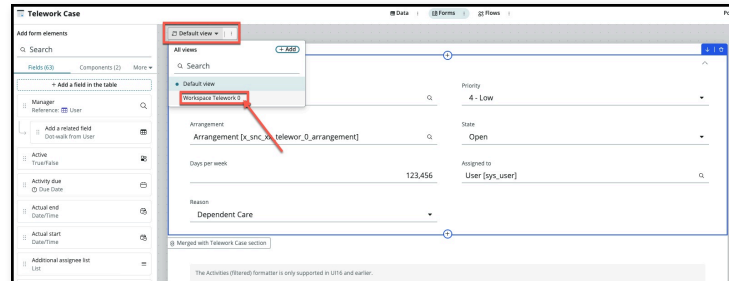 Telework Case
Data
Forms
Flows
Add form elements
Search
Fields (63) Components (2) More
+ Add a field in the table
Manager
Reference: User
Add a related field
Dot-walk from User
Active
True/False
Activity due
Due Date
Actual end
Date/Time
Actual start
Date/Time
Additional assignee list
List
Default view
All views + Add
Search
Default view
Workspace Telework 0
Priority
4 - Low
Arrangement
Arrangement [x_snc_xx_telewor_0_arrangement]
State
Open
Days per week
123,456
Assigned to
User [sys_user]
Reason
Dependent Care
Merged with Telework Case section
The Activities (filtered) formatter is only supported in UI16 and earlier.